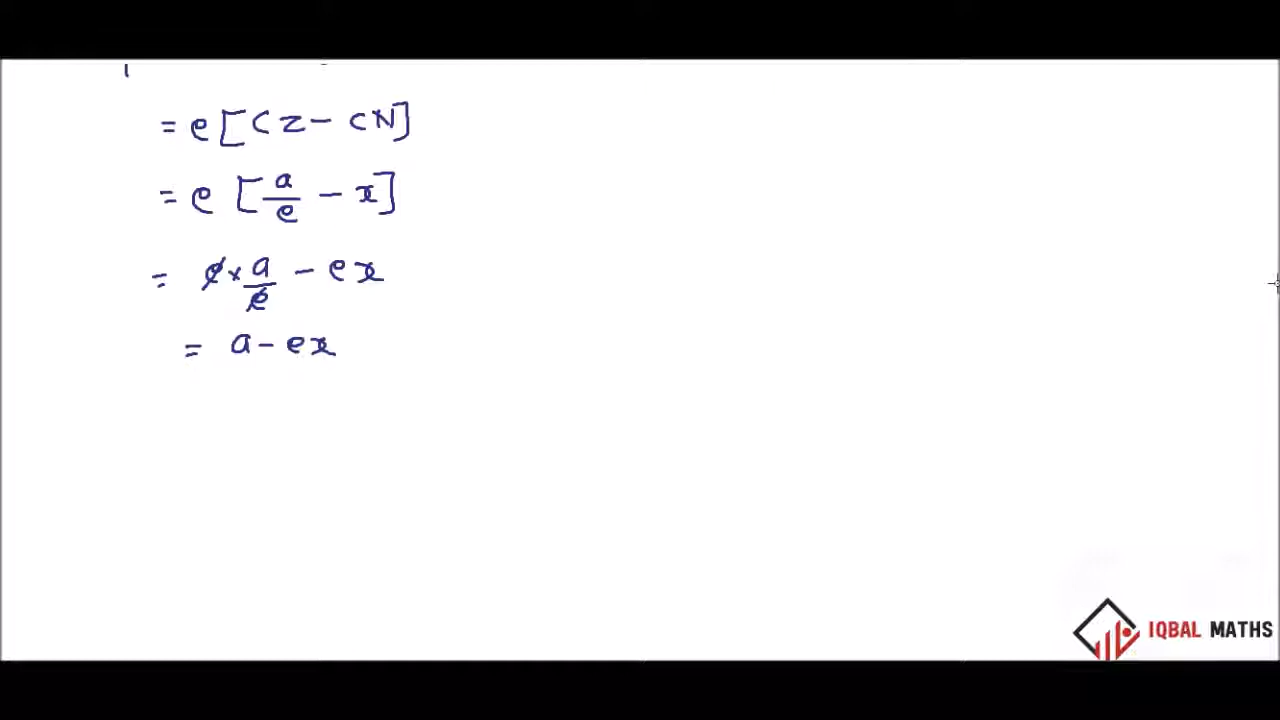 = e [CZ - CN]
= e [a/e - x]
= e × a/e - ex
= a - ex
IQBAL MATHS